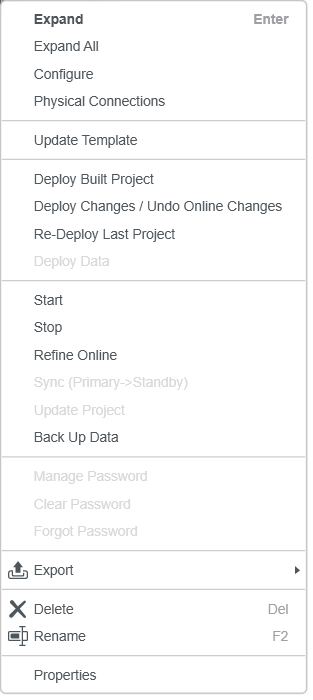 Expand Enter
Expand All
Configure
Physical Connections
Update Template
Deploy Built Project
Deploy Changes / Undo Online Changes
Re-Deploy Last Project
Deploy Data
Start
Stop
Refine Online
Sync (Primary->Standby)
Update Project
Back Up Data
Manage Password
Clear Password
Forgot Password
Export
Delete Del
Rename F2
Properties